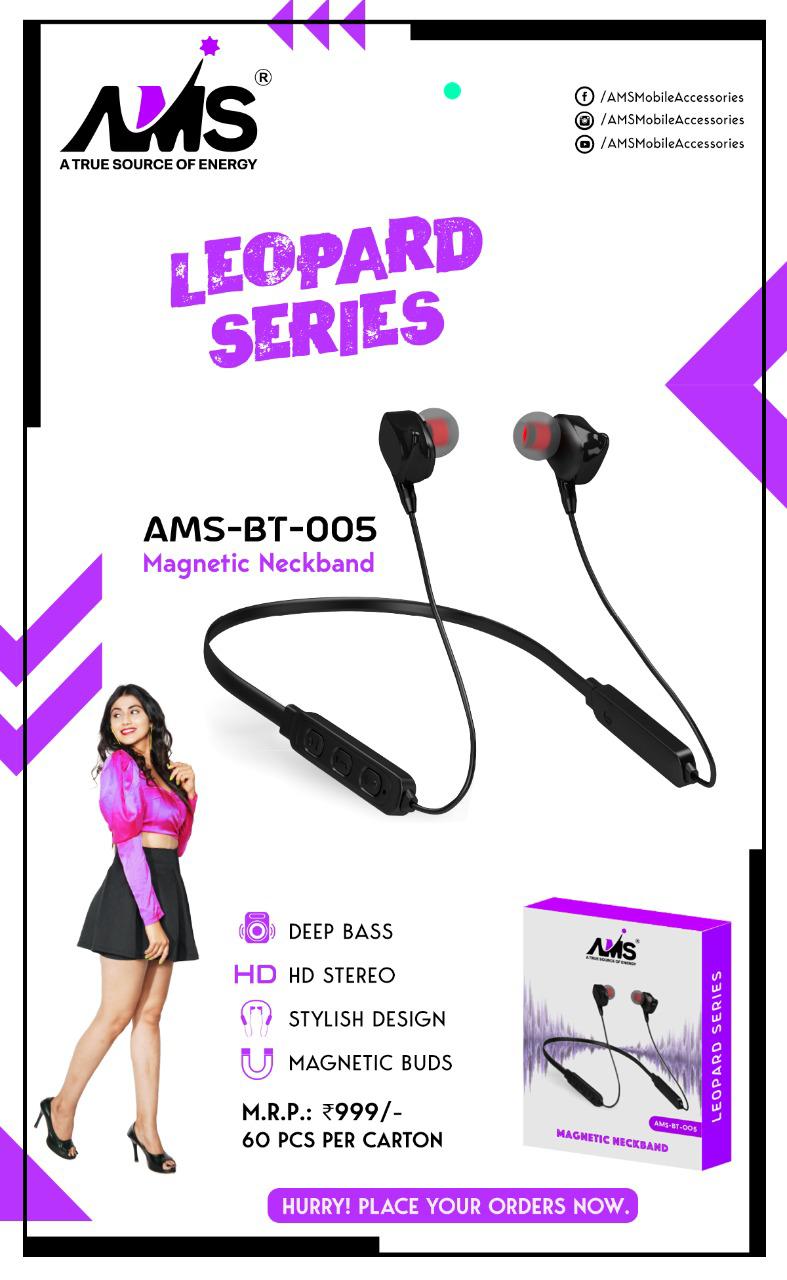 AMS®
A TRUE SOURCE OF ENERGY
/AMSMobileAccessories
/AMSMobileAccessories
/AMSMobileAccessories
LEOPARD
SERIES
AMS-BT-005
Magnetic Neckband
DEEP BASS
HD HD STEREO
STYLISH DESIGN
MAGNETIC BUDS
M.R.P.: ₹999/-
60 PCS PER CARTON
AMS
A TRUE SOURCE OF ENERGY
LEOPARD SERIES
AMS-BT-005
MAGNETIC NECKBAND
HURRY! PLACE YOUR ORDERS NOW.